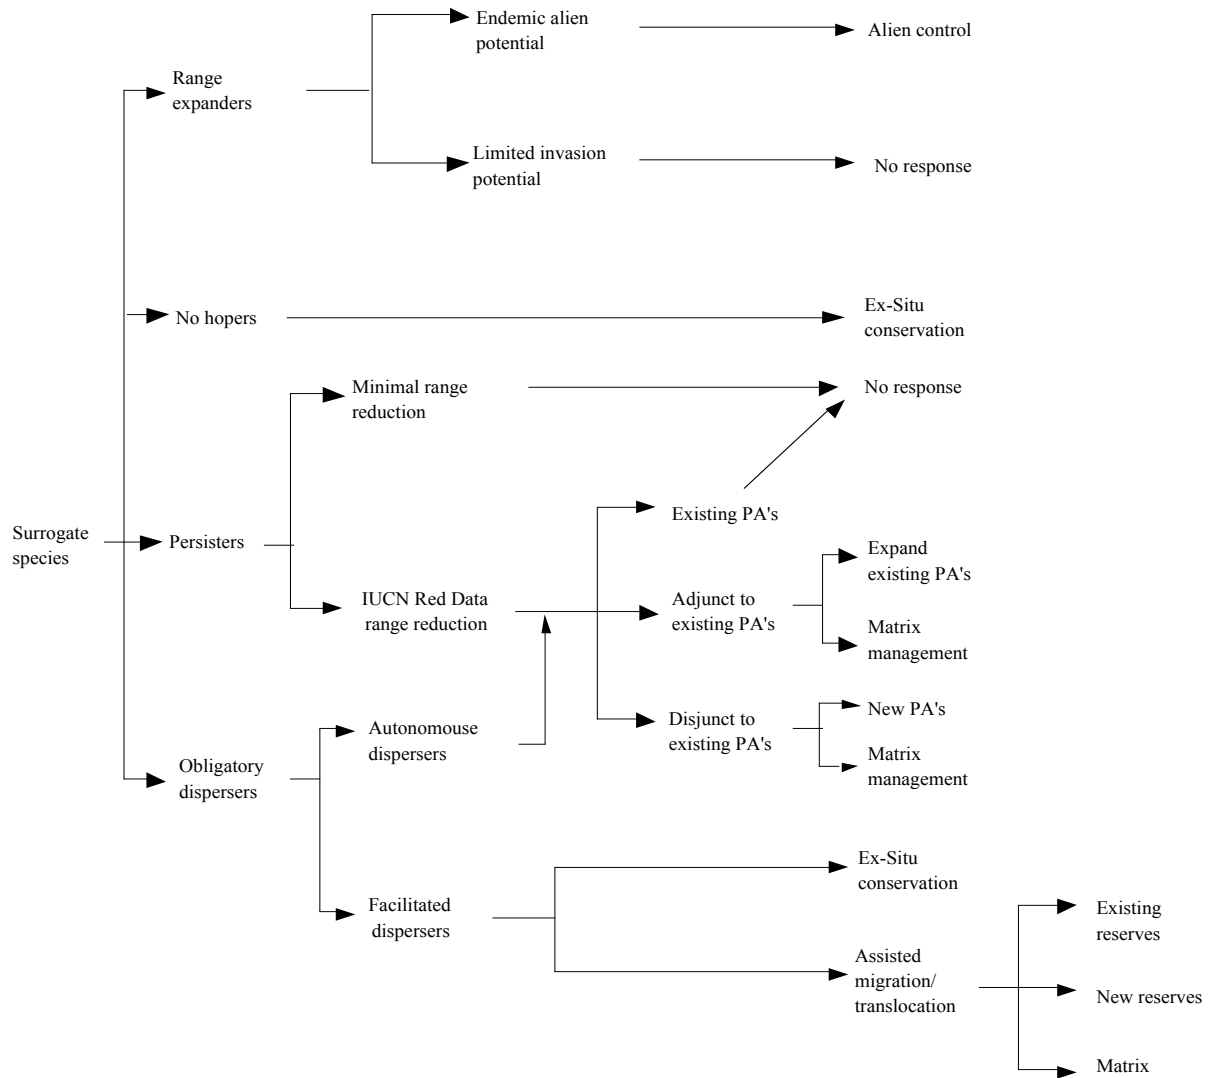 Endemic alien
potential
Alien control
Range
expanders
Limited invasion
potential
No response
No hopers
Ex-Situ
conservation
Minimal range
reduction
No response
Surrogate
species
Persisters
Existing PA's
IUCN Red Data
range reduction
Adjunct to
existing PA's
Expand
existing PA's
Matrix
management
Autonomouse
dispersers
Disjunct to
existing PA's
New PA's
Matrix
management
Obligatory
dispersers
Facilitated
dispersers
Ex-Situ
conservation
Assisted
migration/
translocation
Existing
reserves
New reserves
Matrix